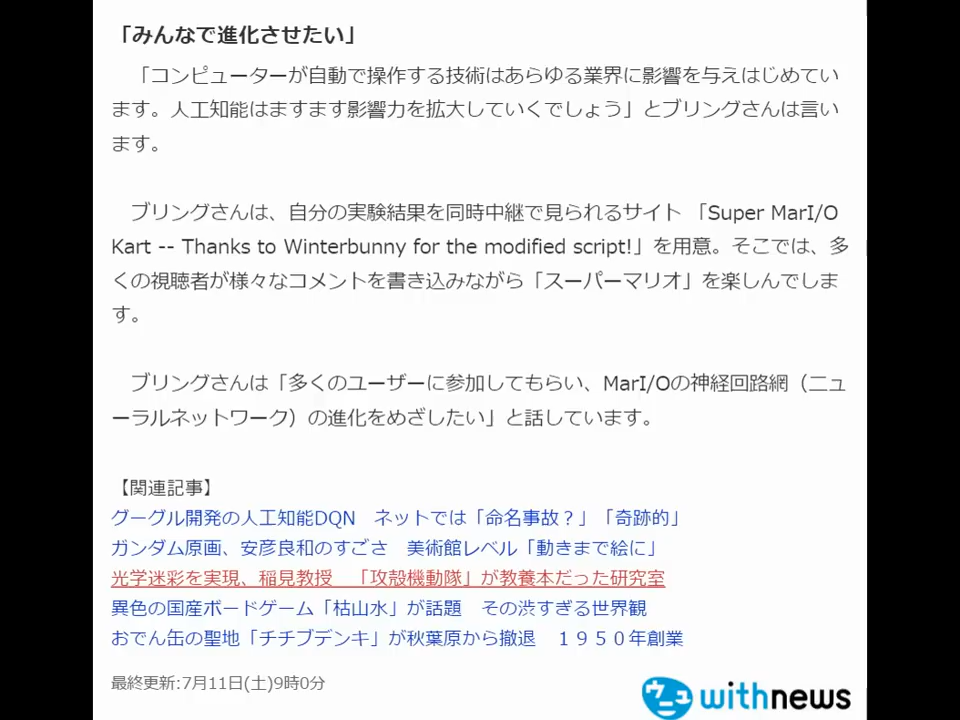 「みんなで進化させたい」
「コンピューターが自動で操作する技術はあらゆる業界に影響を与えはじめてい
ます。人工知能はますます影響力を拡大していくでしょう」とブリングさんは言い
ます。
ブリングさんは、自分の実験結果を同時中継で見られるサイト 「Super MarI/O
Kart -- Thanks to Winterbunny for the modified script!」を用意。そこでは、多
くの視聴者が様々なコメントを書き込みながら「スーパーマリオ」を楽しんでしま
す。
ブリングさんは「多くのユーザーに参加してもらい、MarI/Oの神経回路網（ニュ
ーラルネットワーク）の進化をめざしたい」と話しています。
【関連記事】
グーグル開発の人工知能DQN　ネットでは「命名事故？」「奇跡的」
ガンダム原画、安彦良和のすごさ　美術館レベル「動きまで絵に」
光学迷彩を実現、稲見教授　「攻殻機動隊」が教養本だった研究室
異色の国産ボードゲーム「枯山水」が話題　その渋すぎる世界観
おでん缶の聖地「チチブデンキ」が秋葉原から撤退　１９５０年創業
最終更新:7月11日(土)9時0分
ウニュ withnews